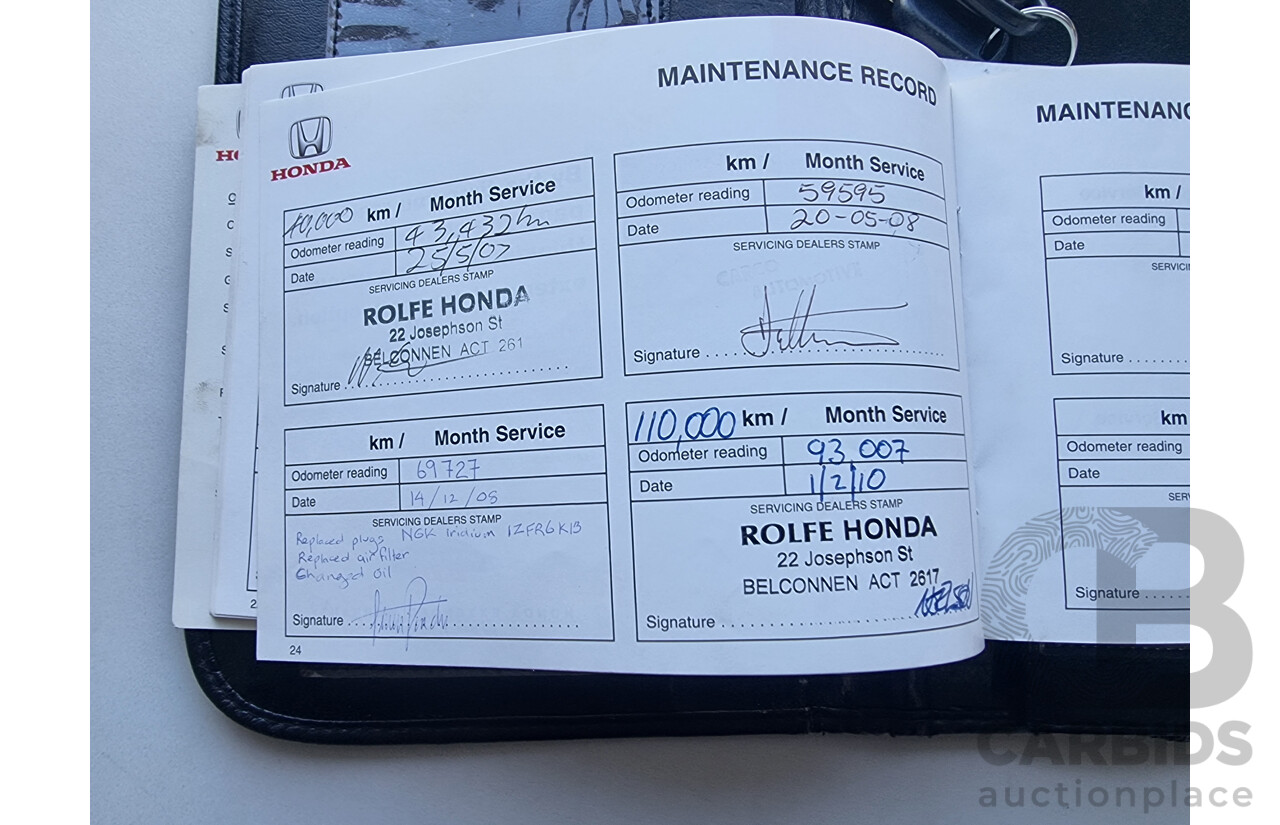 MAINTENANCE RECORD
HONDA
40,000 km / Month Service
Odometer reading 43,432km
Date 25/5/07
SERVICING DEALERS STAMP
ROLFE HONDA
22 Josephson St
BELCONNEN ACT 261
Signature
km / Month Service
Odometer reading 59595
Date 20-05-08
SERVICING DEALERS STAMP
Signature
km / Month Service
Odometer reading 69727
Date 14/12/08
SERVICING DEALERS STAMP
Replaced plugs NGK Iridium IZFR6K13
Replaced air filter
Changed oil
Signature
110,000 km / Month Service
Odometer reading 93,007
Date 1/2/10
SERVICING DEALERS STAMP
ROLFE HONDA
22 Josephson St
BELCONNEN ACT 2617
Signature
24
MAINTENANC
km /
Odometer reading
Date
SERVICI
Signature
km
Odometer reading
Date
SERV
Signature
CB
CARBIDS
auctionplace